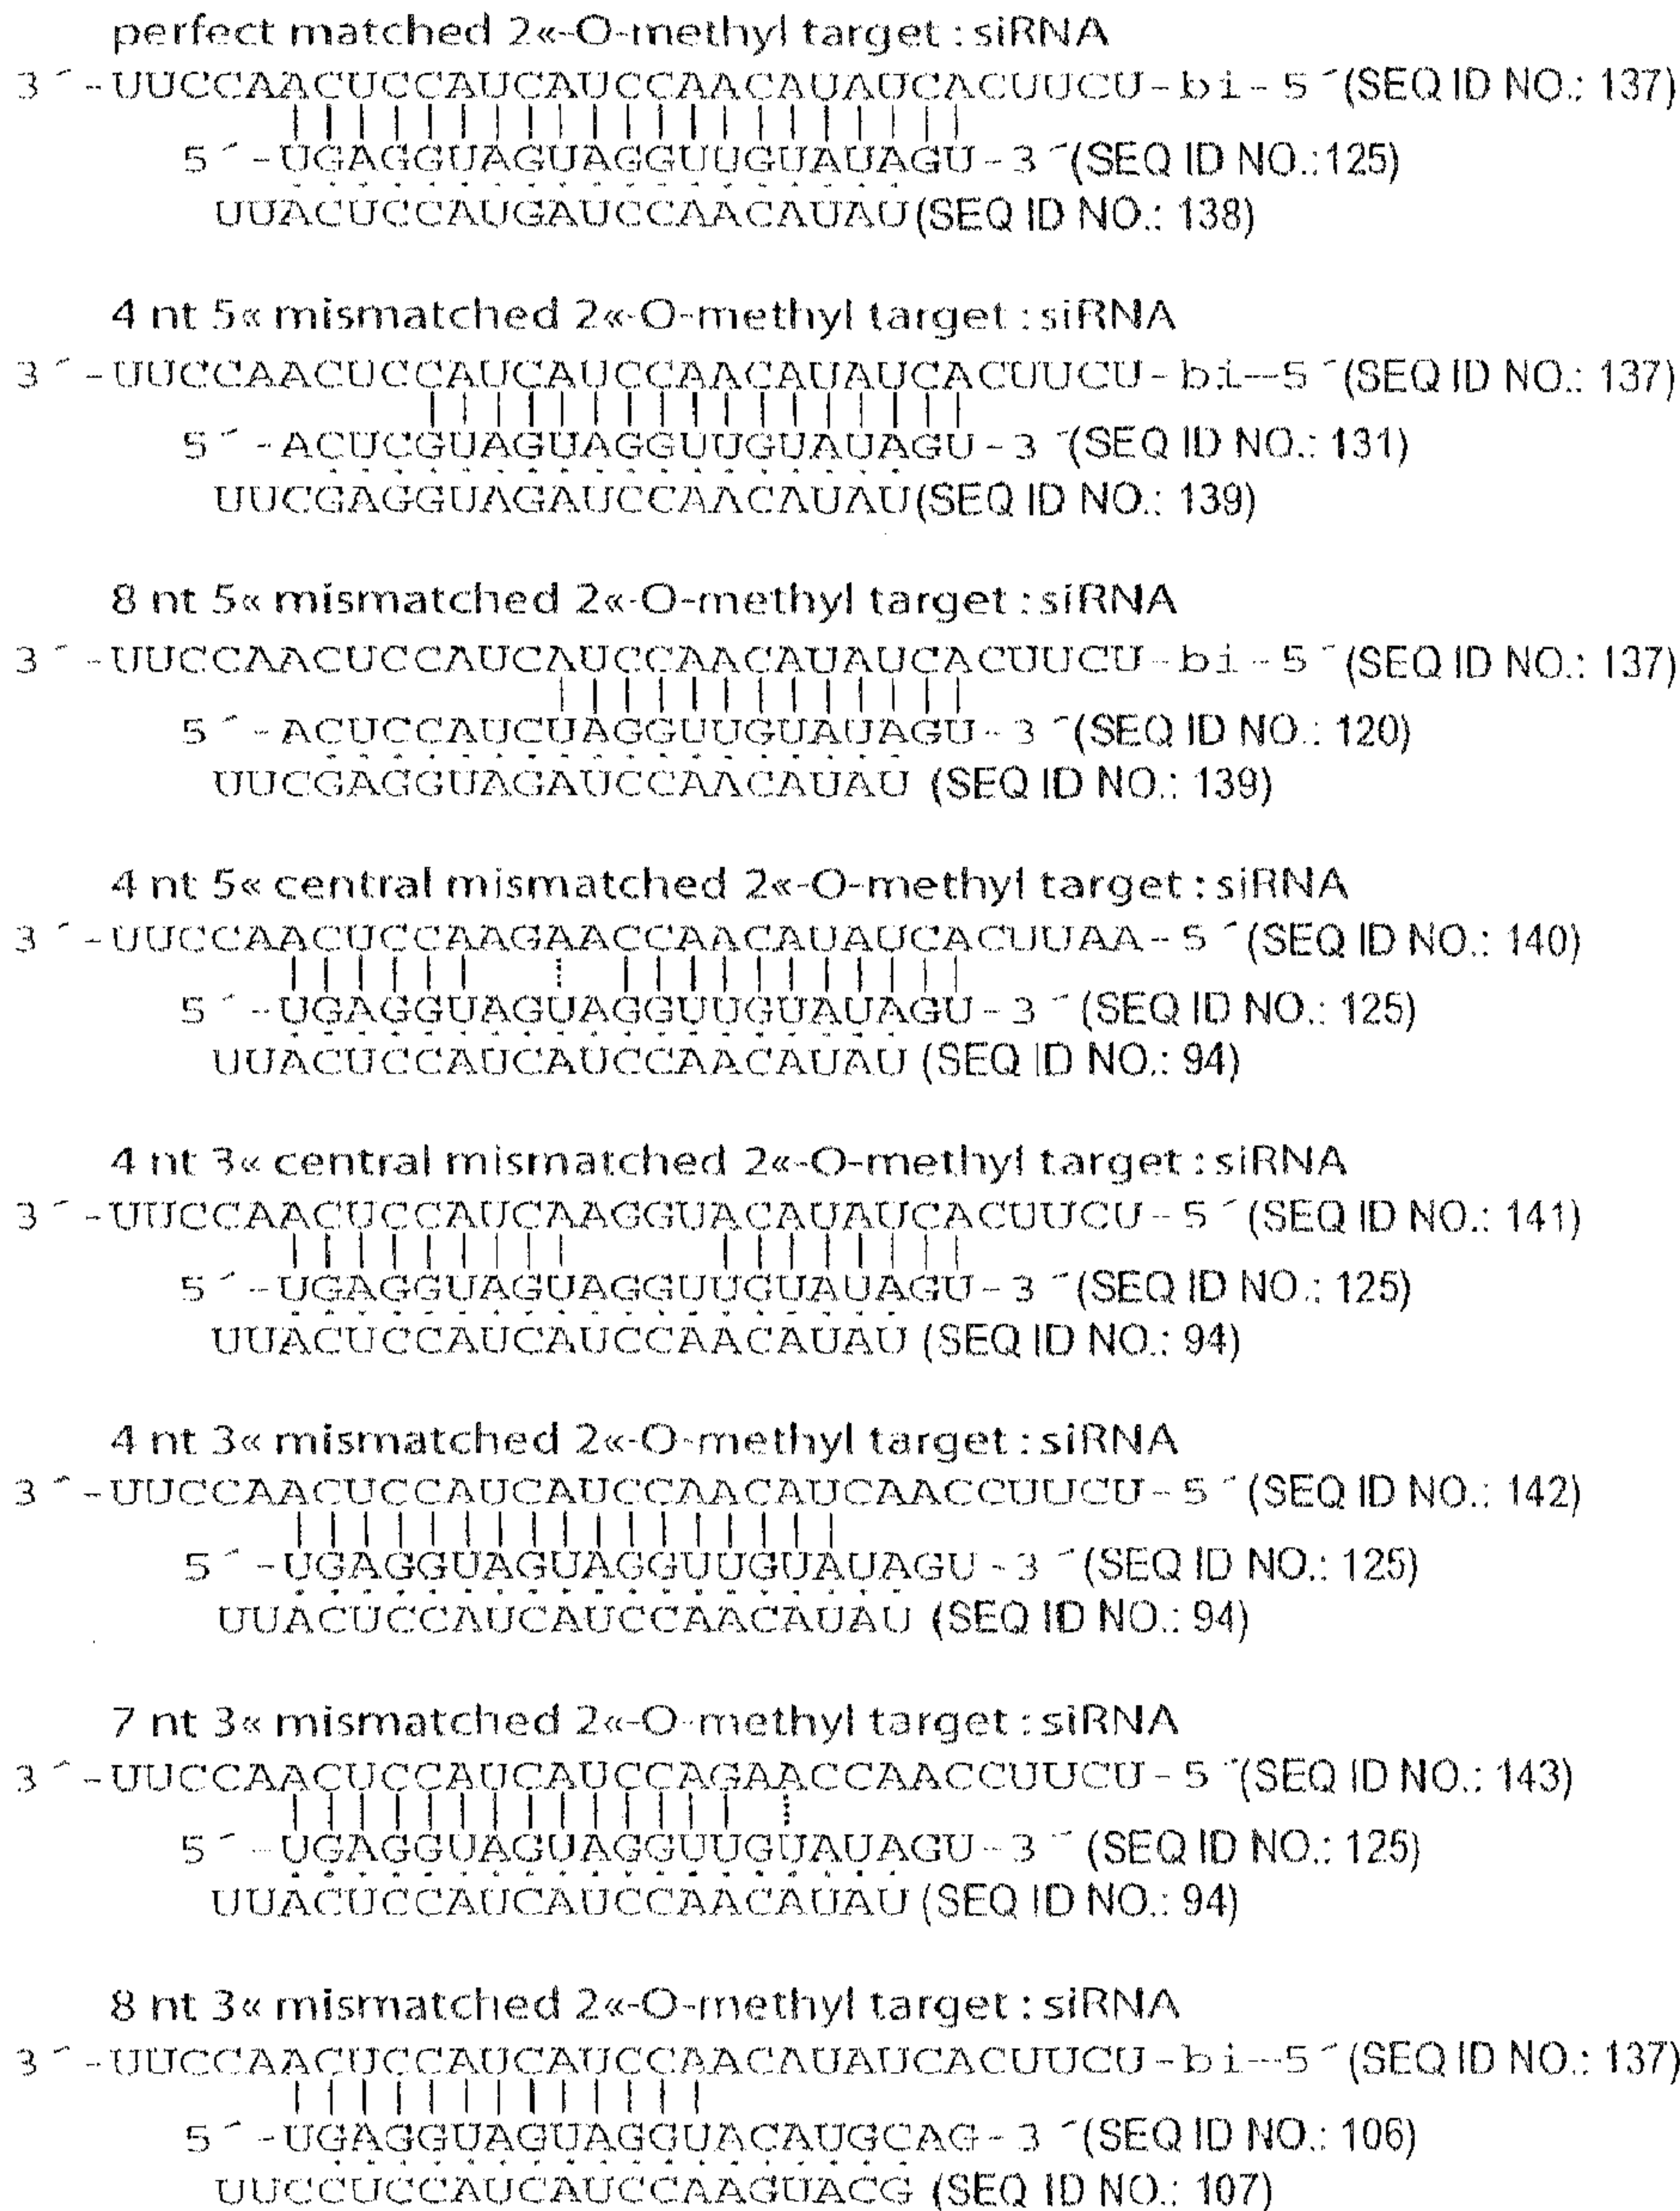 perfect matched 2«-O-methyl target : siRNA
3´-UUCCAACUCCAUCAUCCAACAUAUCACUUCU-bi-5´(SEQ ID NO.: 137)
5´-UGAGGUAGUAGGUUGUAUAGU-3´(SEQ ID NO.:125)
UUACUCCAUGAUCCAACAUAU(SEQ ID NO.: 138)
4 nt 5« mismatched 2«-O-methyl target : siRNA
3´-UUCCAACUCCAUCAUCCAACAUAUCACUUCU-bi-5´(SEQ ID NO.: 137)
5´-ACUCGUAGUAGGUUGUAUAGU-3´(SEQ ID NO.: 131)
UUCGAGGUAGAUCCAACAUAU(SEQ ID NO.: 139)
8 nt 5« mismatched 2«-O-methyl target : siRNA
3´-UUCCAACUCCAUCAUCCAACAUAUCACUUCU-bi-5´(SEQ ID NO.: 137)
5´-ACUCCAUCUAGGUUGUAUAGU-3´(SEQ ID NO.: 120)
UUCGAGGUAGAUCCAACAUAU (SEQ ID NO.: 139)
4 nt 5« central mismatched 2«-O-methyl target : siRNA
3´-UUCCAACUCCAAGAACCAACAUAUCACUUAA-5´(SEQ ID NO.: 140)
5´-UGAGGUAGUAGGUUGUAUAGU-3´(SEQ ID NO.: 125)
UUACUCCAUCAUCCAACAUAU (SEQ ID NO.: 94)
4 nt 3« central mismatched 2«-O-methyl target : siRNA
3´-UUCCAACUCCAUCAAGGUACAUAUCACUUCU-5´(SEQ ID NO.: 141)
5´-UGAGGUAGUAGGUUGUAUAGU-3´(SEQ ID NO.: 125)
UUACUCCAUCAUCCAACAUAU (SEQ ID NO.: 94)
4 nt 3« mismatched 2«-O-methyl target : siRNA
3´-UUCCAACUCCAUCAUCCAACAUCAACCUUCU-5´(SEQ ID NO.: 142)
5´-UGAGGUAGUAGGUUGUAUAGU-3´(SEQ ID NO.: 125)
UUACUCCAUCAUCCAACAUAU (SEQ ID NO.: 94)
7 nt 3« mismatched 2«-O-methyl target : siRNA
3´-UUCCAACUCCAUCAUCCAGAACCAACCUUCU-5´(SEQ ID NO.: 143)
5´-UGAGGUAGUAGGUUGUAUAGU-3´(SEQ ID NO.: 125)
UUACUCCAUCAUCCAACAUAU (SEQ ID NO.: 94)
8 nt 3« mismatched 2«-O-methyl target : siRNA
3´-UUCCAACUCCAUCAUCCAACAUAUCACUUCU-bi-5´(SEQ ID NO.: 137)
5´-UGAGGUAGUAGGUACAUGCAG-3´(SEQ ID NO.: 106)
UUCCUCCAUCAUCCAAGUACG (SEQ ID NO.: 107)